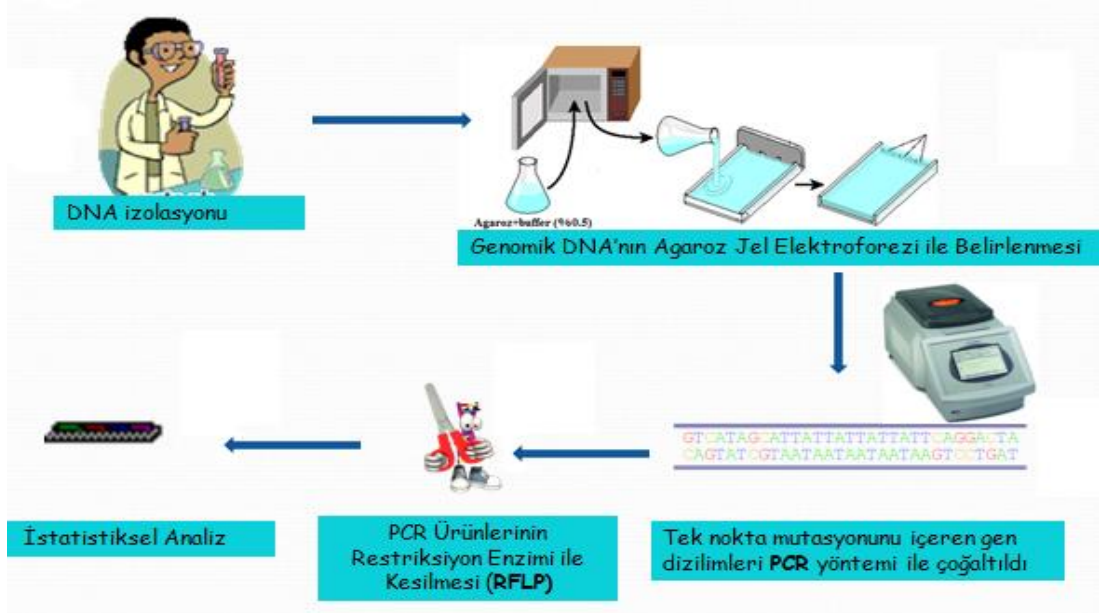 DNA izolasyonu
Agaroz+buffer (%0.5)
Genomik DNA'nın Agaroz Jel Elektroforezi ile Belirlenmesi
GTCATAGCATTATTATTATTATTCAGGACTA
CAGTATCGTAATAATAATAATAAGTCCTGAT
Tek nokta mutasyonunu içeren gen
dizilimleri PCR yöntemi ile çoğaltıldı
PCR Ürünlerinin
Restriksiyon Enzimi ile
Kesilmesi (RFLP)
İstatistiksel Analiz